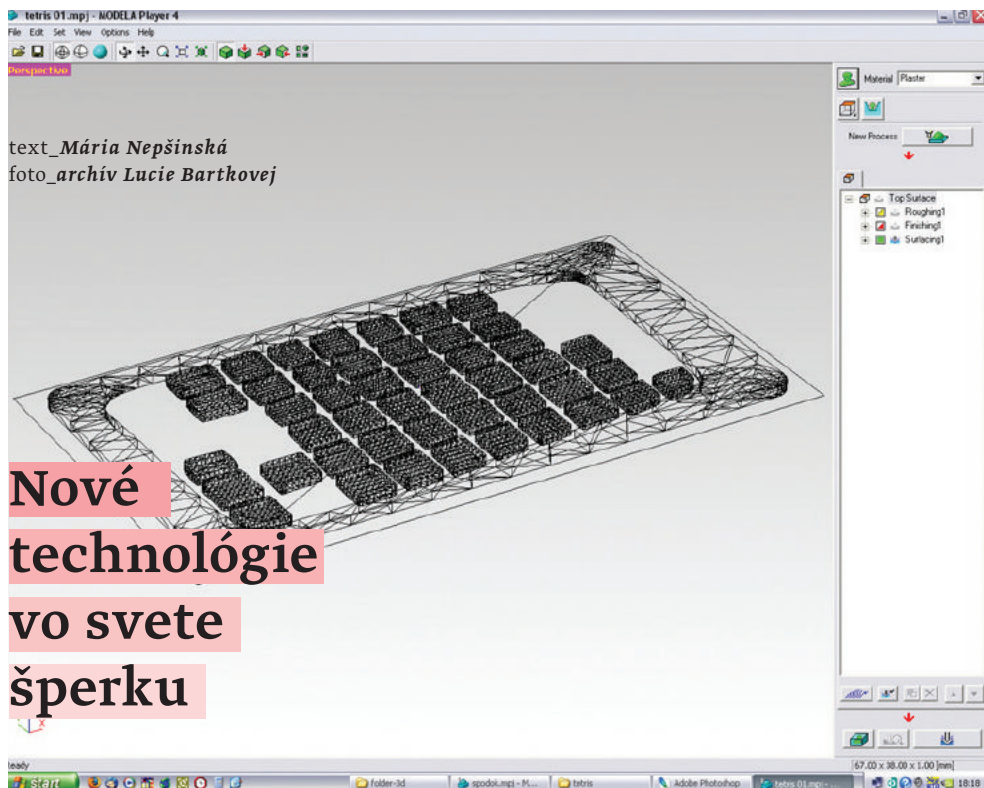 tetris 01.mpj - MODELA Player 4
File Edit Set View Options Help
Perspective
Material Plaster
New Process
text_Mária Nepšinská
foto_archív Lucie Bartkovej
Top Surface
Roughing1
Finishing1
Surfacing1
Nové
technológie
vo svete
šperku
x
Ready
67.00 x 38.00 x 1.00 [mm]
start
folder-3d
spodok.mpj - M...
tetris
Adobe Photoshop
tetris 01.mpj - ...
18:18